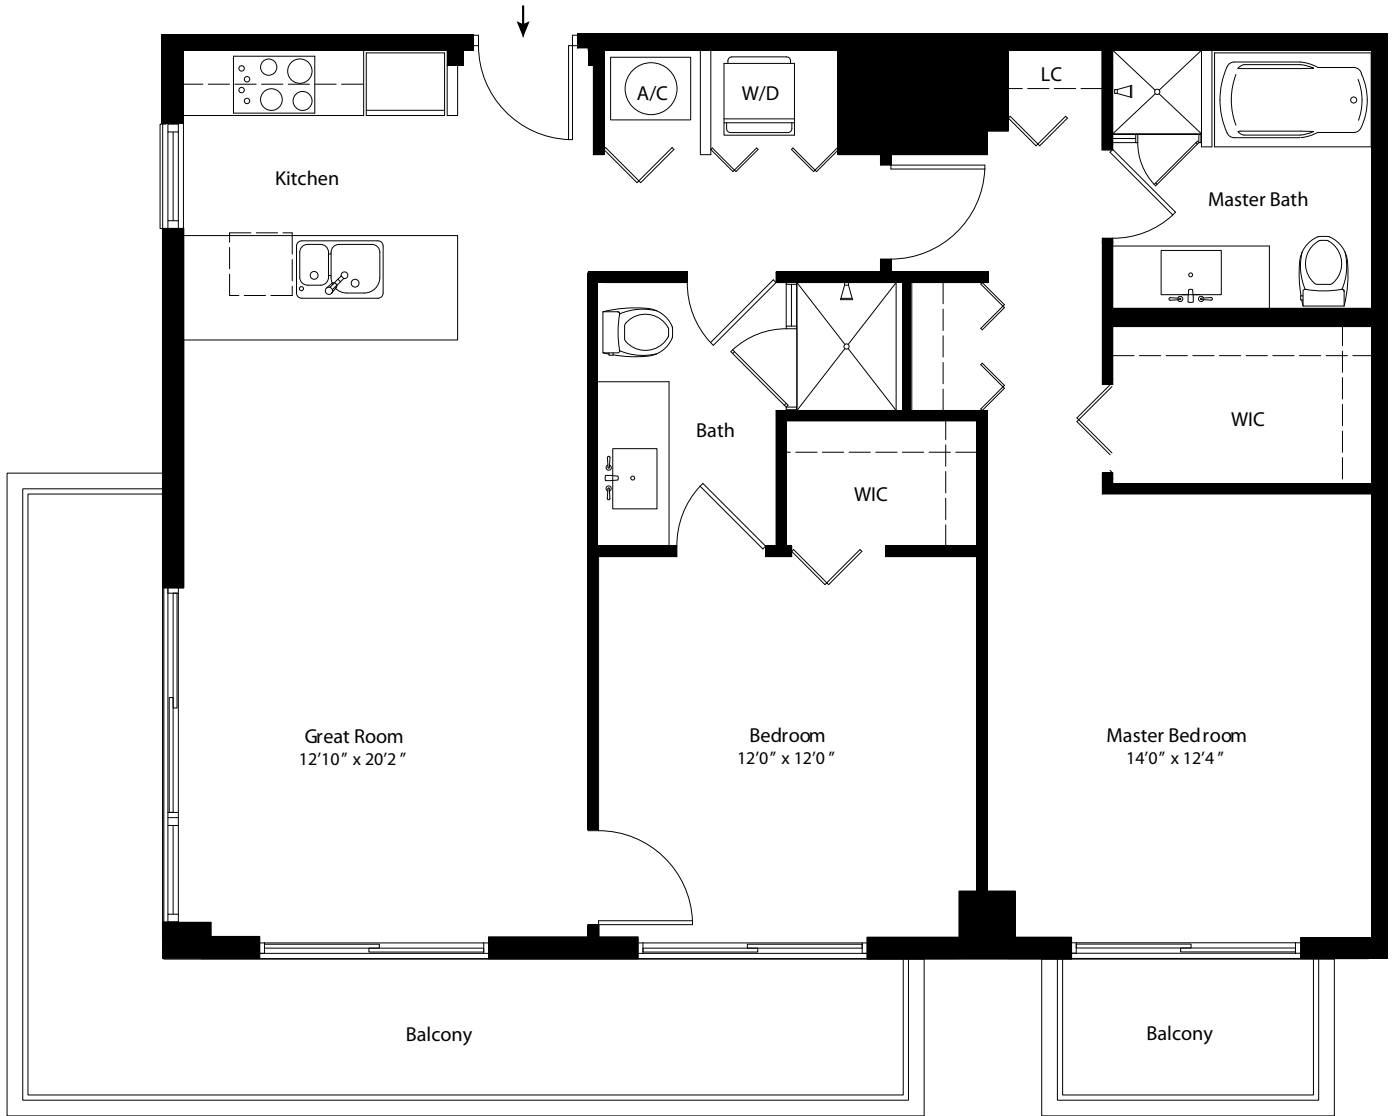 A/C
W/D
LC
Kitchen
Master Bath
WIC
Bath
WIC
Great Room
12'10" x 20'2"
Bedroom
12'0" x 12'0"
Master Bedroom
14'0" x 12'4"
Balcony
Balcony